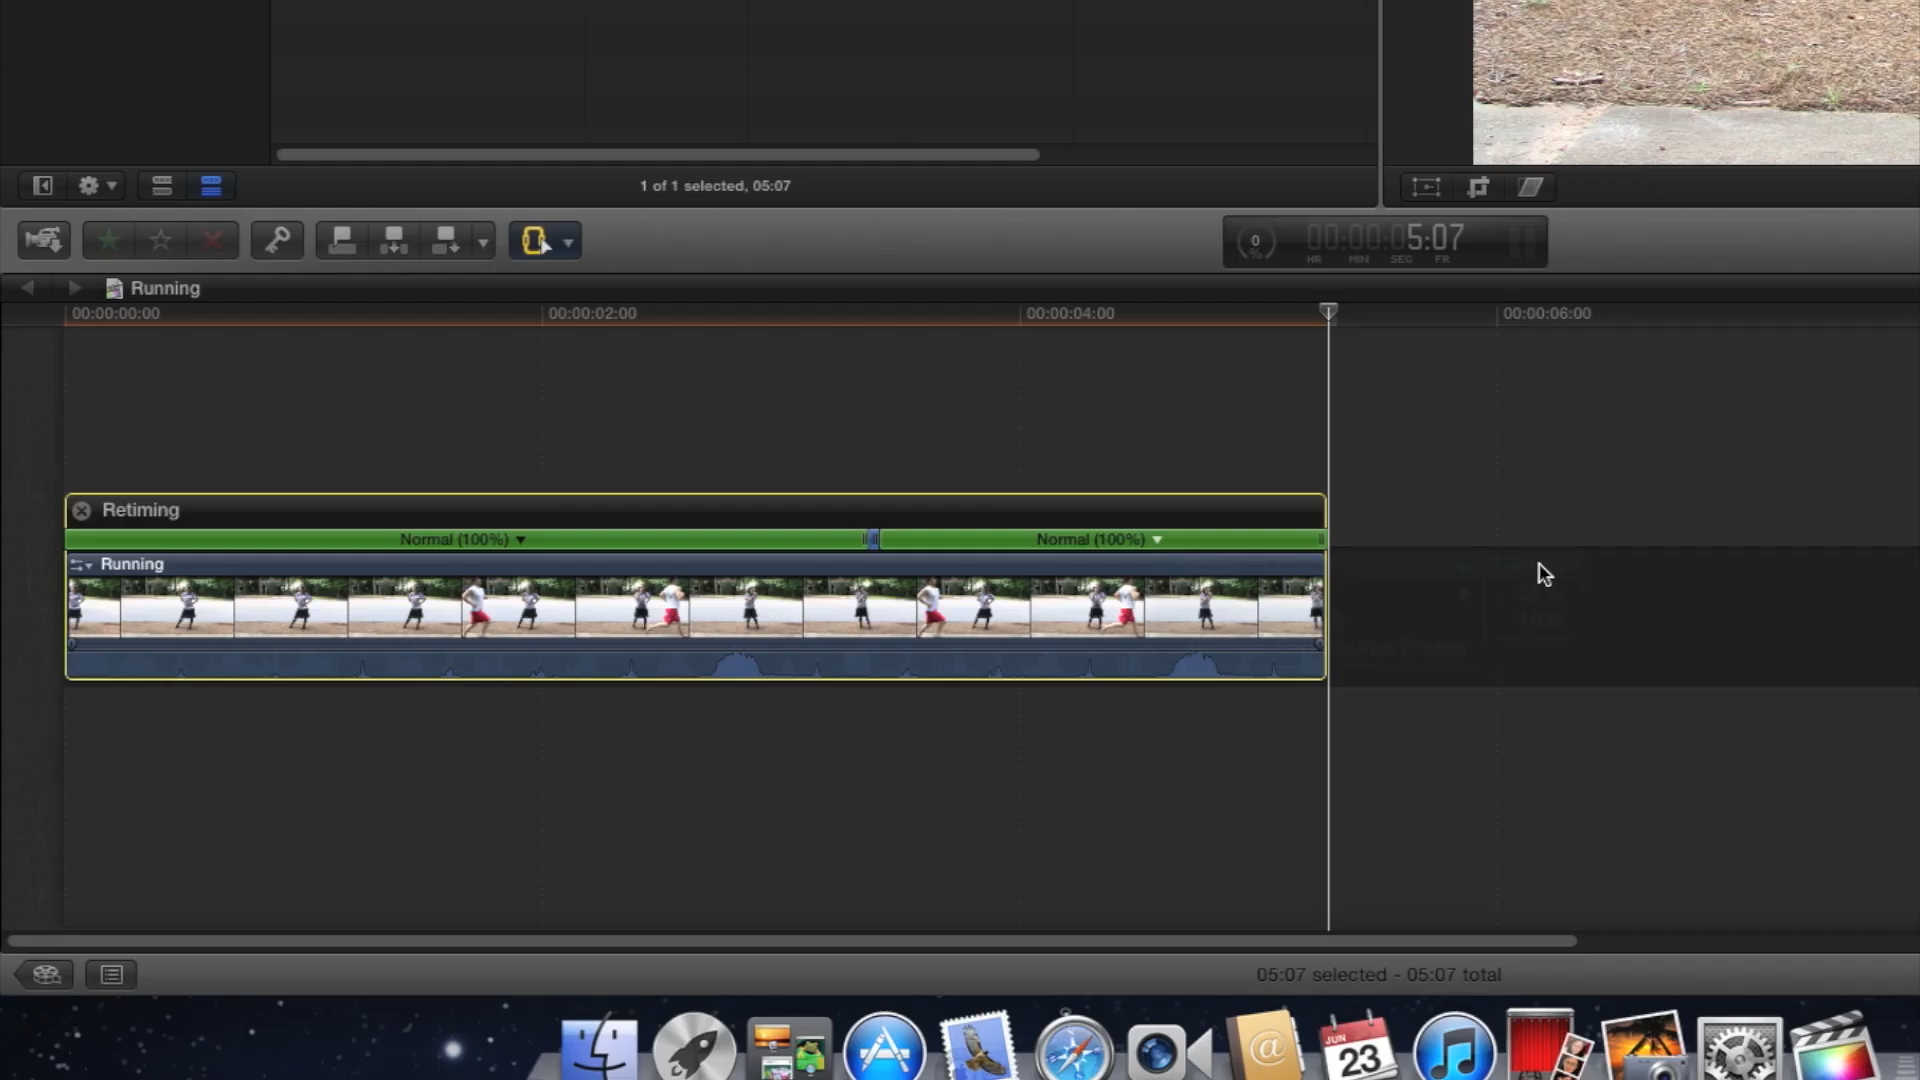 1 of 1 selected, 05:07
0
%
00:00:05:07
HR MIN SEC FR
Running
00:00:00:00
00:00:02:00
00:00:04:00
00:00:06:00
Retiming
Normal (100%)
Normal (100%)
Running
05:07 selected - 05:07 total
@
JUN
23